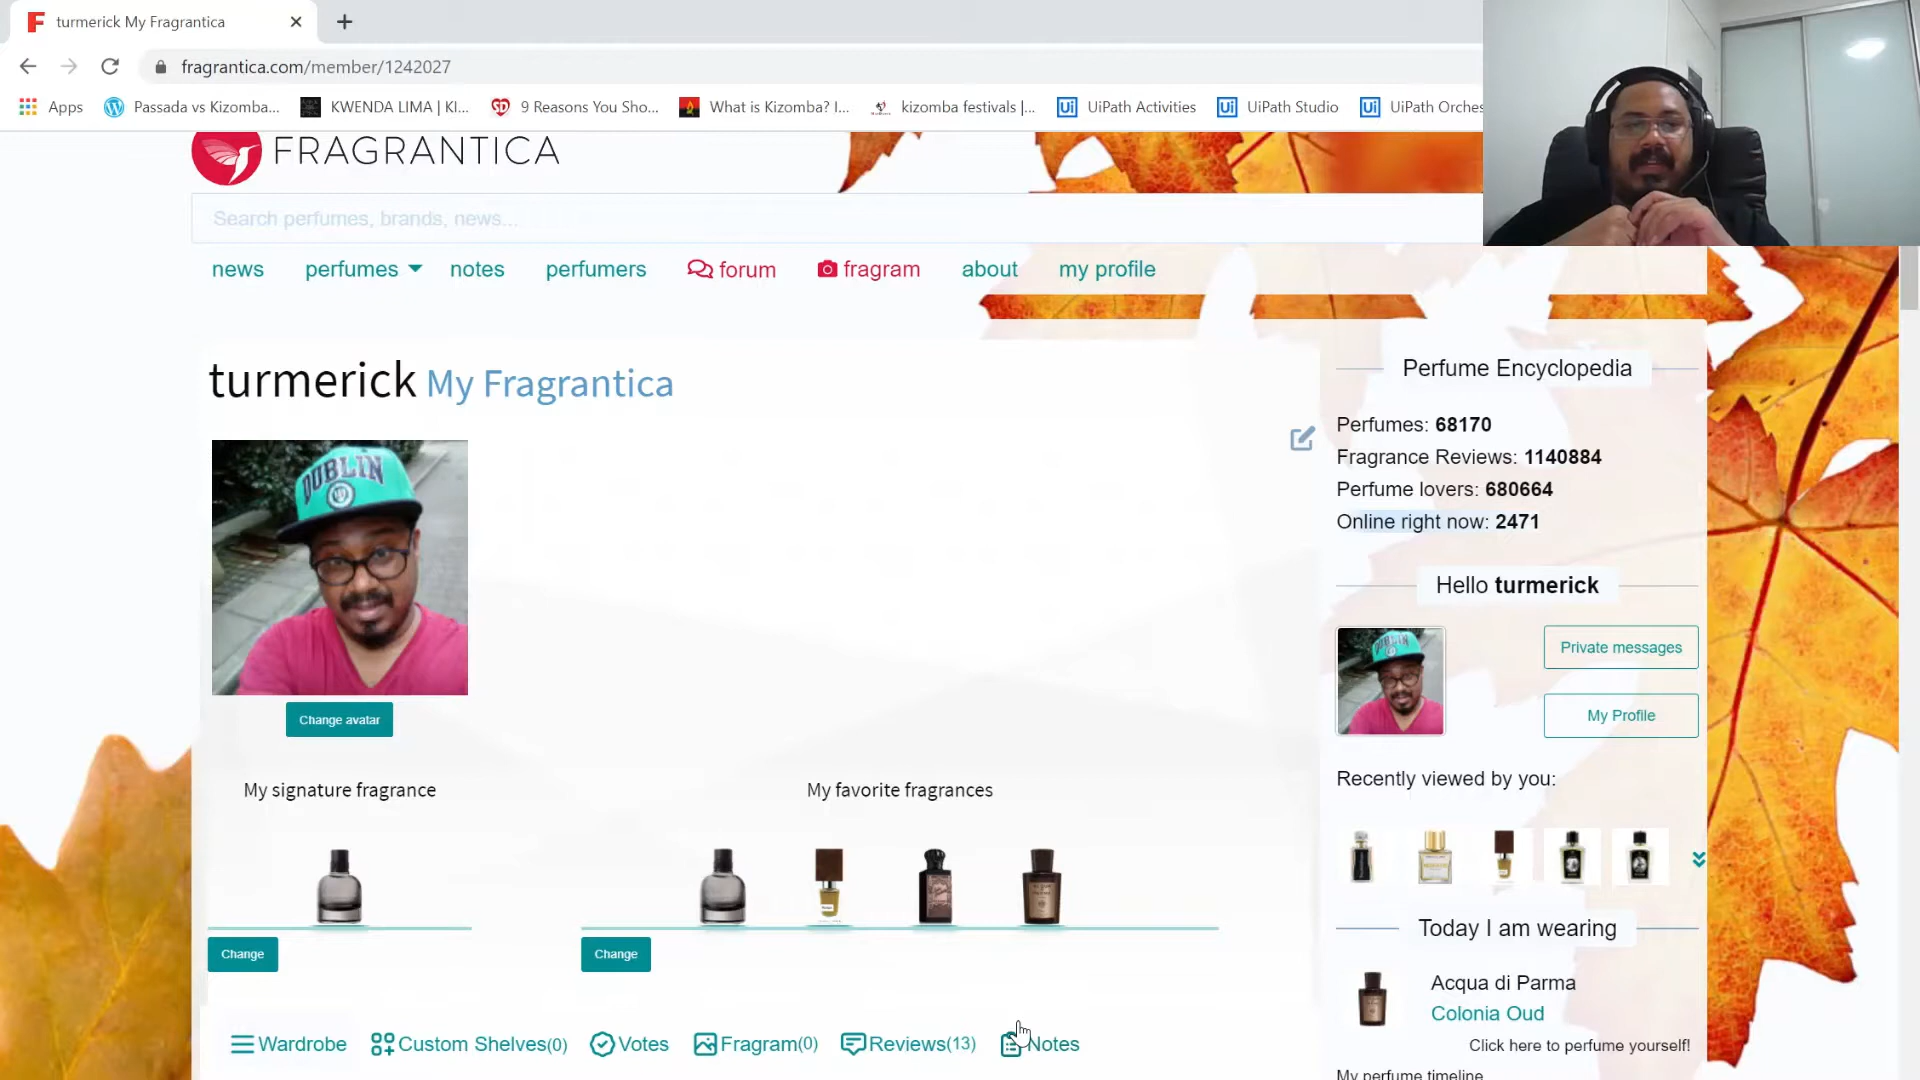 turmerick My Fragrantica
fragrantica.com/member/1242027
Apps
Passada vs Kizomba...
KWENDA LIMA | KI...
9 Reasons You Sho...
What is Kizomba? I...
kizomba festivals |...
UiPath Activities
UiPath Studio
UiPath Orches
FRAGRANTICA
Search perfumes, brands, news...
news
perfumes
notes
perfumers
forum
fragram
about
my profile
turmerick My Fragrantica
DUBLIN
Change avatar
My signature fragrance
My favorite fragrances
Change
Change
Wardrobe
Custom Shelves(0)
Votes
Fragram(0)
Reviews(13)
Notes
Perfume Encyclopedia
Perfumes: 68170
Fragrance Reviews: 1140884
Perfume lovers: 680664
Online right now: 2471
Hello turmerick
DUBLIN
Private messages
My Profile
Recently viewed by you:
Today I am wearing
Acqua di Parma
Colonia Oud
Click here to perfume yourself!
My perfume timeline